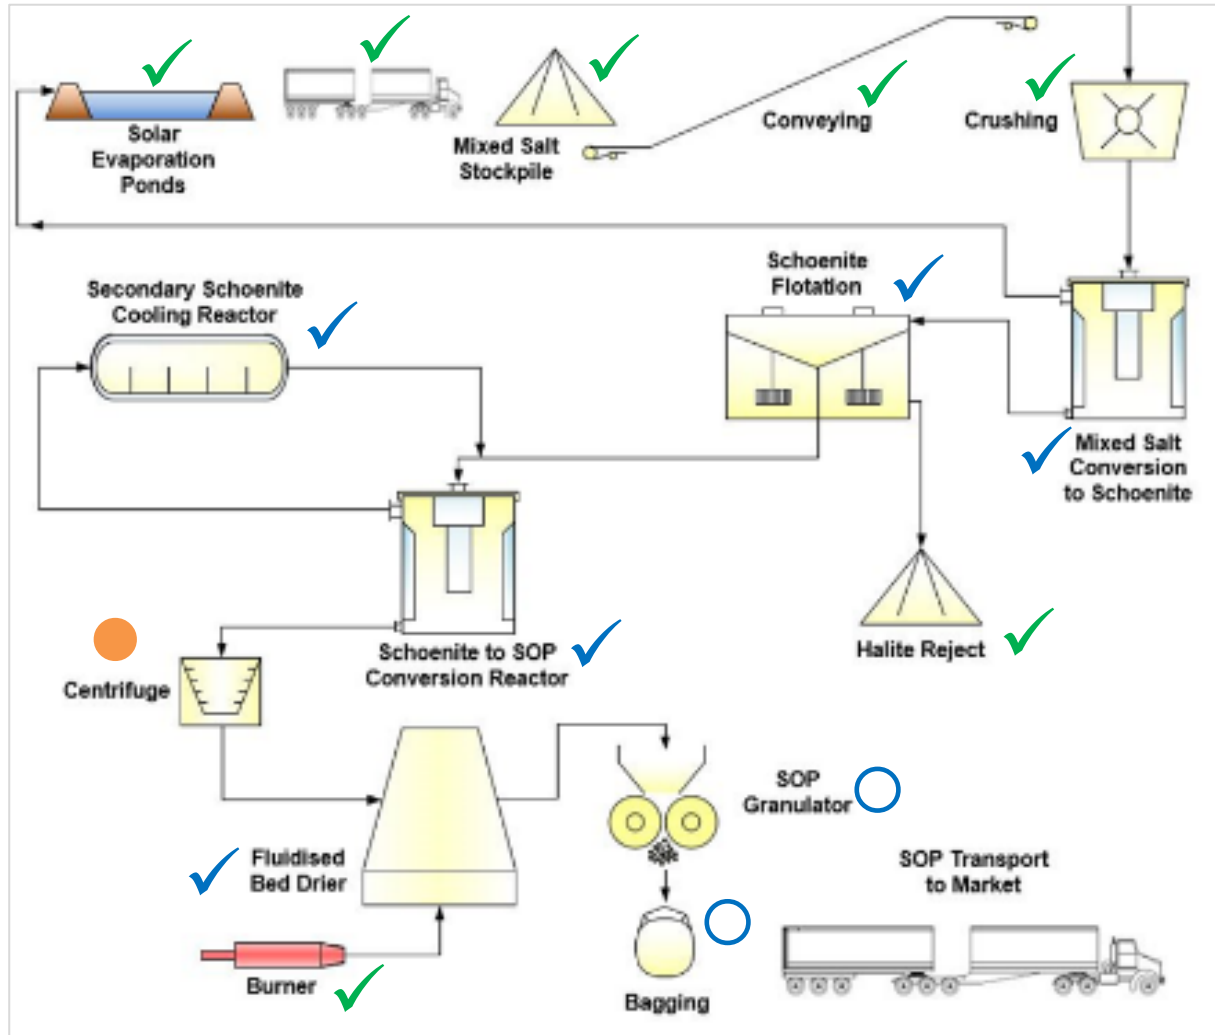 Solar
Evaporation
Ponds
Mixed Salt
Stockpile
Conveying
Crushing
Secondary Schoenite
Cooling Reactor
Schoenite
Flotation
Mixed Salt
Conversion
to Schoenite
Halite Reject
Schoenite to SOP
Conversion Reactor
Centrifuge
SOP
Granulator
Fluidised
Bed Drier
SOP Transport
to Market
Burner
Bagging